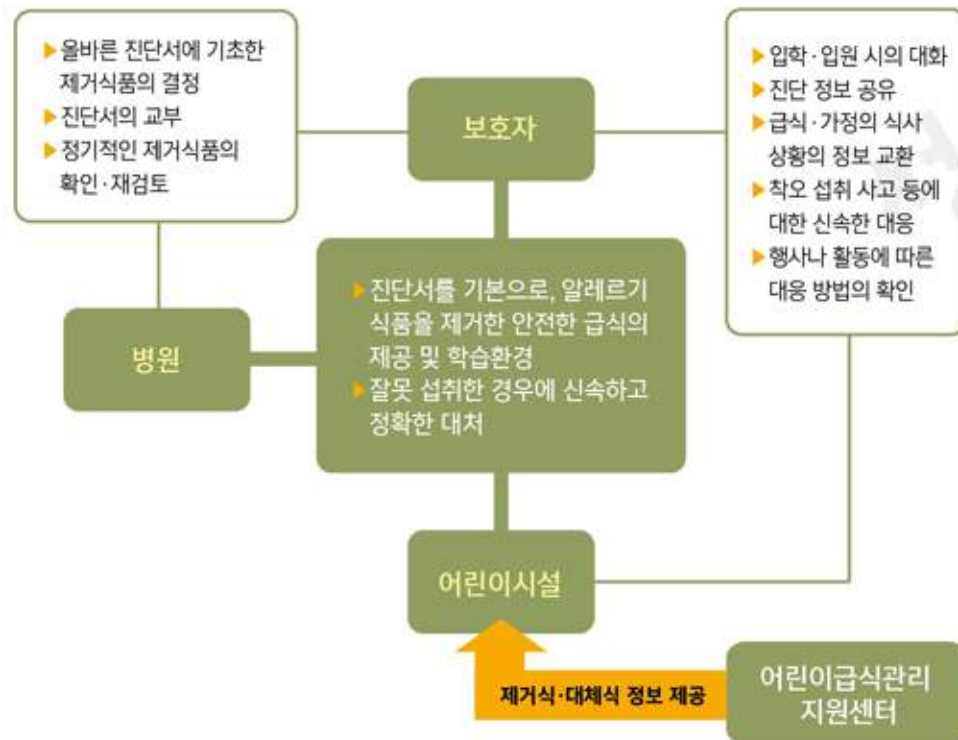 ▶올바른 진단서에 기초한
제거식품의 결정
▶진단서의 교부
▶정기적인 제거식품의
확인·재검토
보호자
▶입학·입원 시의 대화
▶진단 정보 공유
▶급식·가정의 식사
상황의 정보 교환
▶착오 섭취 사고 등에
대한 신속한 대응
▶행사나 활동에 따른
대응 방법의 확인
병원
▶진단서를 기본으로, 알레르기
식품을 제거한 안전한 급식의
제공 및 학습환경
▶잘못 섭취한 경우에 신속하고
정확한 대처
어린이시설
제거식·대체식 정보 제공
어린이급식관리
지원센터